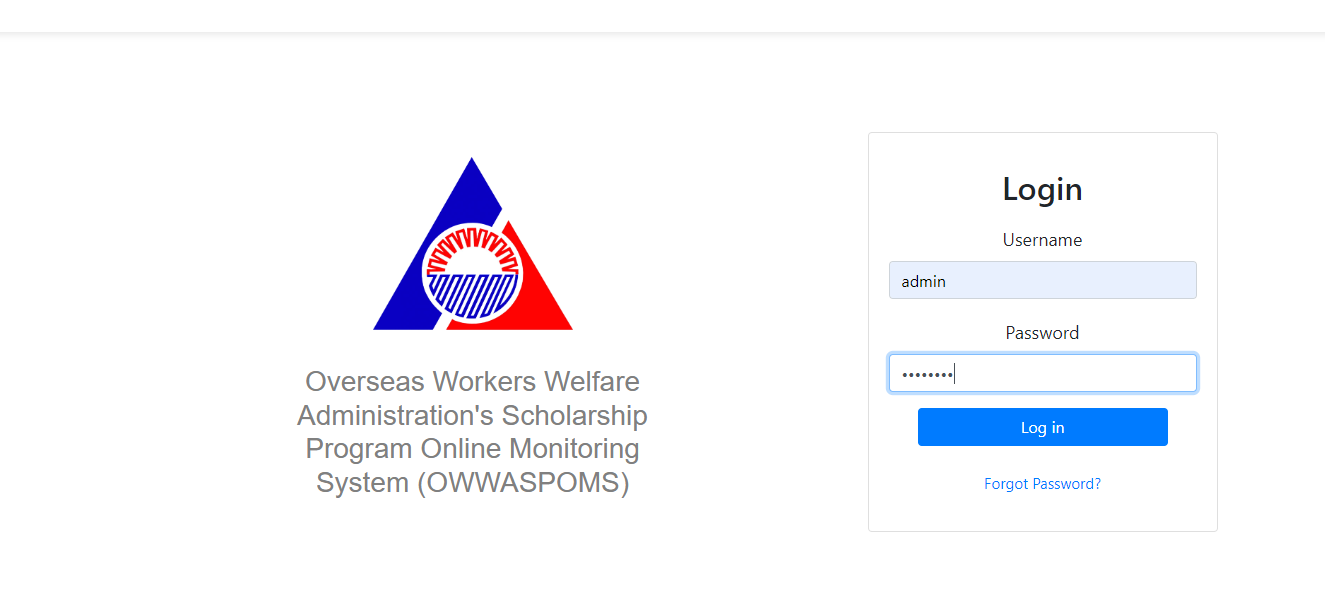 Overseas Workers Welfare
Administration's Scholarship
Program Online Monitoring
System (OWWASPOMS)
Login
Username
admin
Password
••••••••
Log in
Forgot Password?